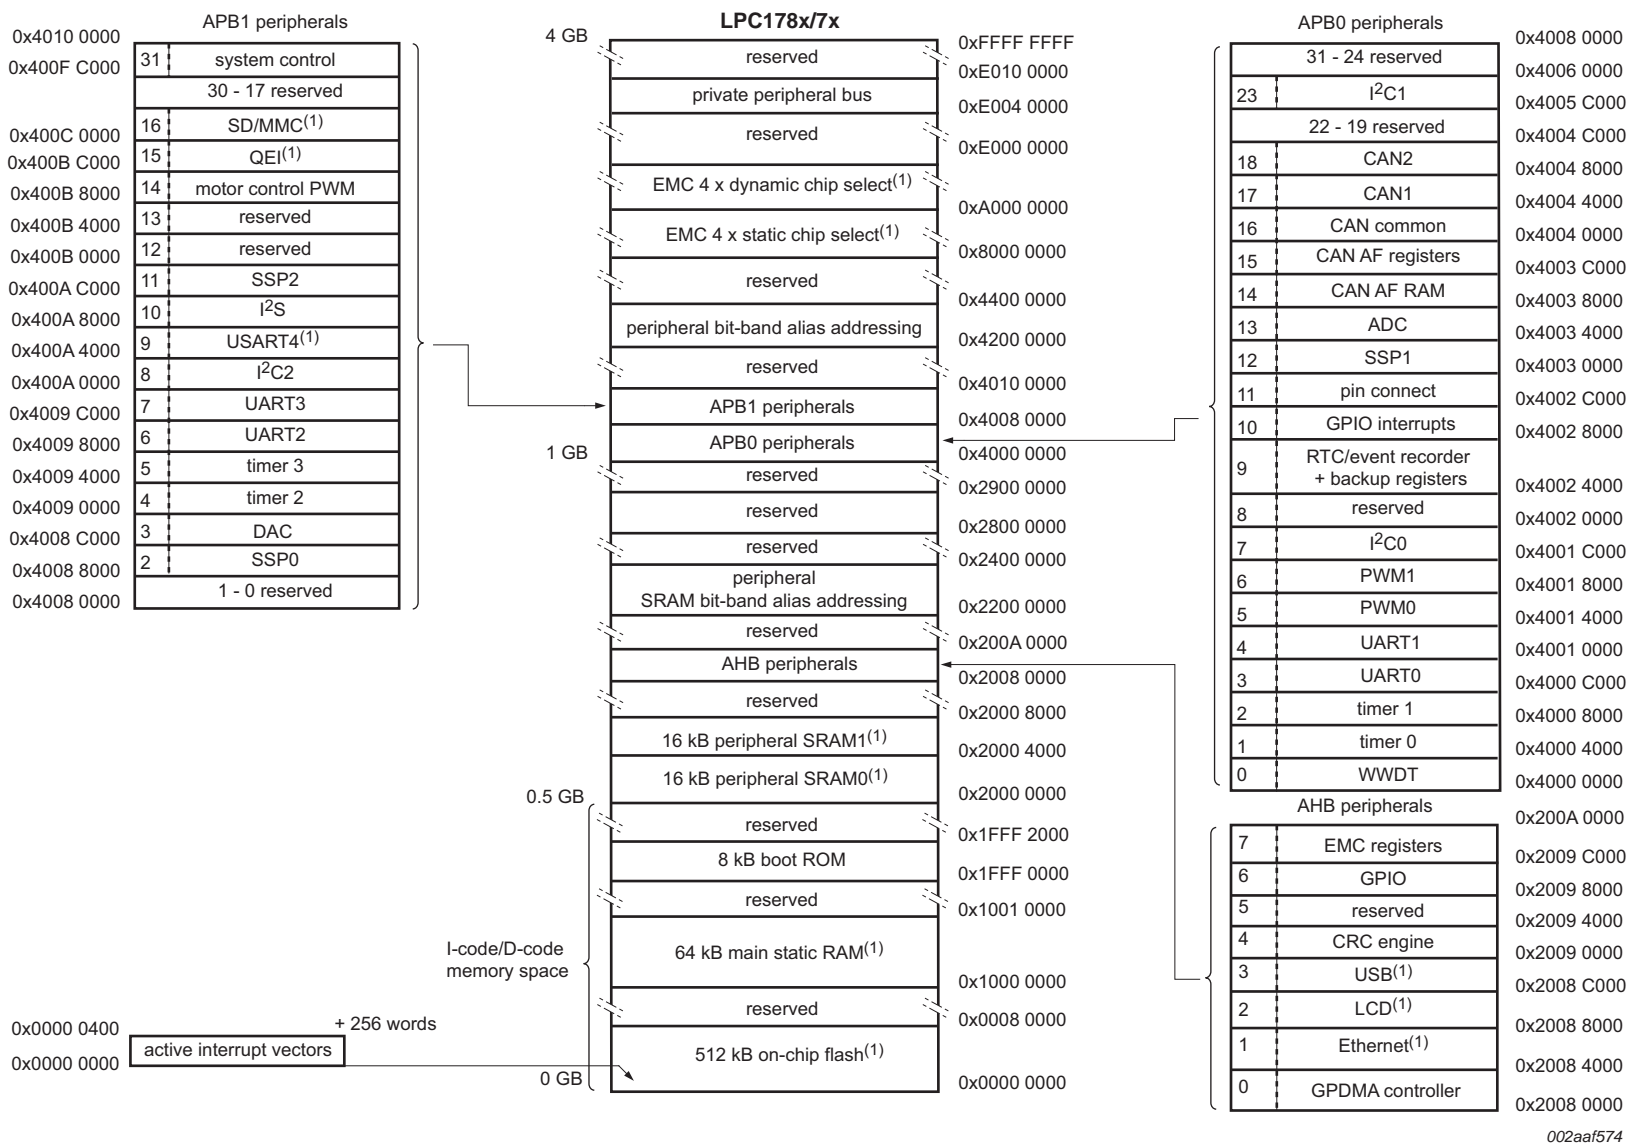 LPC178x/7x
APB1 peripherals
0x4010 0000
31 system control
0x400F C000
30 - 17 reserved
16 SD/MMC(1)
0x400C 0000
15 QEI(1)
0x400B C000
14 motor control PWM
0x400B 8000
13 reserved
0x400B 4000
12 reserved
0x400B 0000
11 SSP2
0x400A C000
10 I2S
0x400A 8000
9 USART4(1)
0x400A 4000
8 I2C2
0x400A 0000
7 UART3
0x4009 C000
6 UART2
0x4009 8000
5 timer 3
0x4009 4000
4 timer 2
0x4009 0000
3 DAC
0x4008 C000
2 SSP0
0x4008 8000
1 - 0 reserved
0x4008 0000
0x0000 0400
+ 256 words
active interrupt vectors
0x0000 0000
4 GB
0xFFFF FFFF
reserved
0xE010 0000
private peripheral bus
0xE004 0000
reserved
0xE000 0000
EMC 4 x dynamic chip select(1)
0xA000 0000
EMC 4 x static chip select(1)
0x8000 0000
reserved
0x4400 0000
peripheral bit-band alias addressing
0x4200 0000
reserved
0x4010 0000
APB1 peripherals
0x4008 0000
APB0 peripherals
1 GB
0x4000 0000
reserved
0x2900 0000
reserved
0x2800 0000
reserved
0x2400 0000
peripheral
SRAM bit-band alias addressing
0x2200 0000
reserved
0x200A 0000
AHB peripherals
0x2008 0000
reserved
0x2000 8000
16 kB peripheral SRAM1(1)
0x2000 4000
16 kB peripheral SRAM0(1)
0.5 GB
0x2000 0000
reserved
0x1FFF 2000
8 kB boot ROM
0x1FFF 0000
reserved
0x1001 0000
I-code/D-code
memory space
64 kB main static RAM(1)
0x1000 0000
reserved
0x0008 0000
512 kB on-chip flash(1)
0 GB
0x0000 0000
APB0 peripherals
0x4008 0000
31 - 24 reserved
0x4006 0000
23 I2C1
0x4005 C000
22 - 19 reserved
0x4004 C000
18 CAN2
0x4004 8000
17 CAN1
0x4004 4000
16 CAN common
0x4004 0000
15 CAN AF registers
0x4003 C000
14 CAN AF RAM
0x4003 8000
13 ADC
0x4003 4000
12 SSP1
0x4003 0000
11 pin connect
0x4002 C000
10 GPIO interrupts
0x4002 8000
9 RTC/event recorder
+ backup registers
0x4002 4000
8 reserved
0x4002 0000
7 I2C0
0x4001 C000
6 PWM1
0x4001 8000
5 PWM0
0x4001 4000
4 UART1
0x4001 0000
3 UART0
0x4000 C000
2 timer 1
0x4000 8000
1 timer 0
0x4000 4000
0 WWDT
0x4000 0000
AHB peripherals
0x200A 0000
7 EMC registers
0x2009 C000
6 GPIO
0x2009 8000
5 reserved
0x2009 4000
4 CRC engine
0x2009 0000
3 USB(1)
0x2008 C000
2 LCD(1)
0x2008 8000
1 Ethernet(1)
0x2008 4000
0 GPDMA controller
0x2008 0000
002aaf574